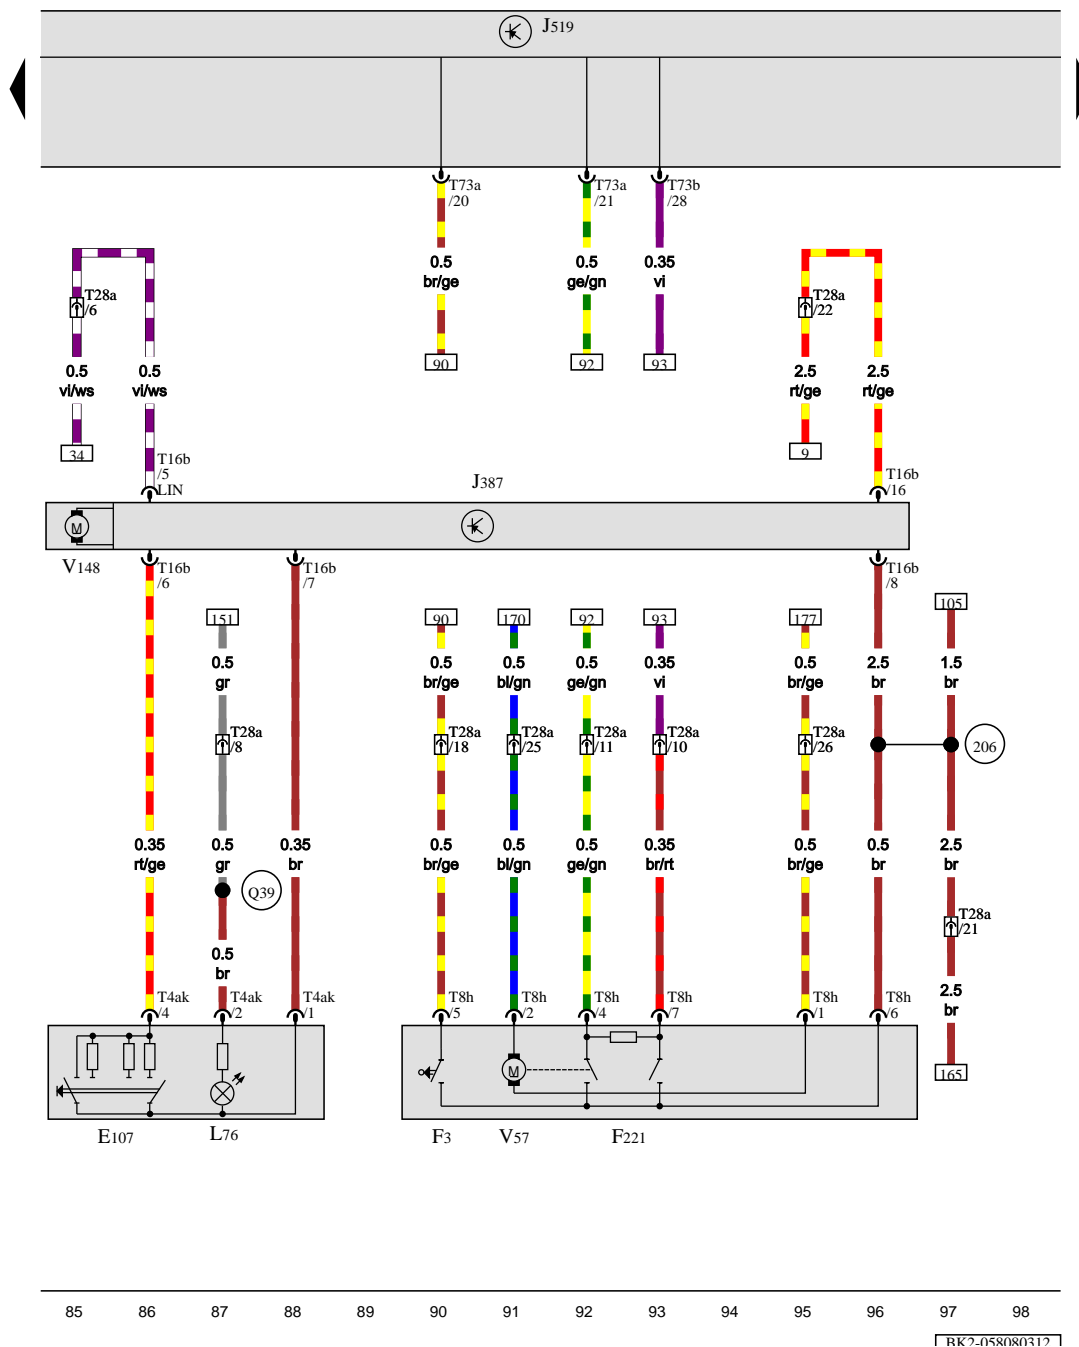 J519
T73a
/20
T73a
/21
T73b
/28
0.5
br/ge
0.5
ge/gn
0.35
vi
T28a
/6
T28a
/22
90
92
93
0.5
vi/ws
0.5
vi/ws
2.5
rt/ge
2.5
rt/ge
34
9
T16b
/5
LIN
J387
T16b
/16
M
V148
T16b
/6
T16b
/7
T16b
/8
151
90
170
92
93
177
105
0.5
gr
0.5
br/ge
0.5
bl/gn
0.5
ge/gn
0.35
vi
0.5
br/ge
2.5
br
1.5
br
T28a
/8
T28a
/18
T28a
/25
T28a
/11
T28a
/10
T28a
/26
206
0.35
rt/ge
0.5
gr
0.35
br
0.5
br/ge
0.5
bl/gn
0.5
ge/gn
0.35
br/rt
0.5
br/ge
0.5
br
2.5
br
Q39
T28a
/21
0.5
br
2.5
br
T4ak
/4
T4ak
/2
T4ak
/1
T8h
/5
T8h
/2
T8h
/4
T8h
/7
T8h
/1
T8h
/6
M
165
E107
L76
F3
V57
F221
85 86 87 88 89 90 91 92 93 94 95 96 97 98
BK2-058080312